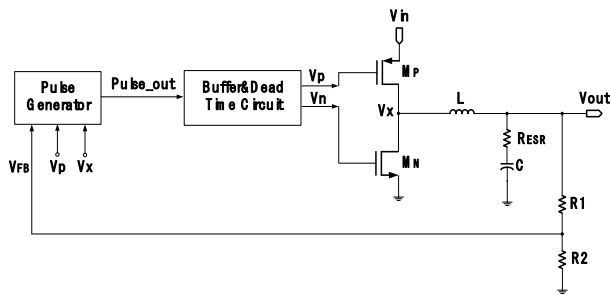 Vin
Pulse Generator
Pulse_out
Buffer&Dead Time Circuit
Vp
Vn
MP
Vx
L
Vout
MN
RESR
C
VFB
Vp
Vx
R1
R2